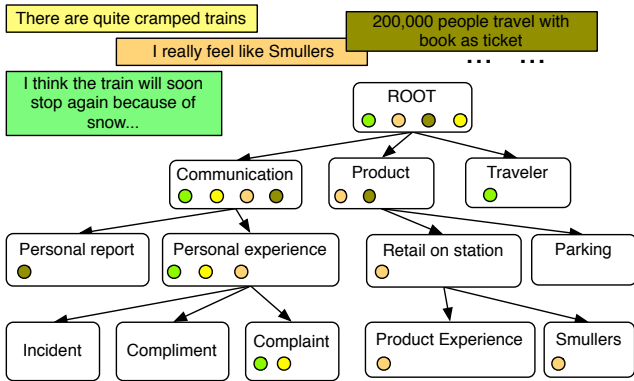 There are quite cramped trains
200,000 people travel with
book as ticket
I really feel like Smullers
... ...
I think the train will soon
stop again because of
snow...
ROOT
Communication
Product
Traveler
Personal report
Personal experience
Retail on station
Parking
Incident
Compliment
Complaint
Product Experience
Smullers